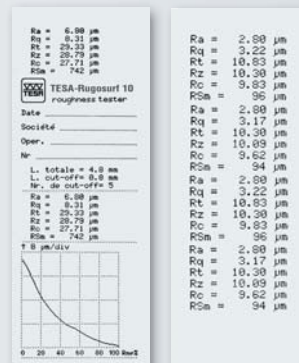 Ra = 6.80 µm
Rq = 8.31 µm
Rt = 29.33 µm
Rz = 28.79 µm
Rc = 27.71 µm
RSm = 742 µm
TESA
TESA-Rugosurf 10
roughness tester
Date
Société
Oper.
Nr
L. totale = 4.8 mm
L. cut-off= 0.8 mm
Nr. de cut-off= 5
Ra = 6.80 µm
Rq = 8.31 µm
Rt = 29.33 µm
Rz = 28.79 µm
Rc = 27.71 µm
RSm = 742 µm
↑ 8 µm/div
0 20 40 60 80 100 Rmr%
Ra = 2.80 µm
Rq = 3.22 µm
Rt = 10.83 µm
Rz = 10.30 µm
Rc = 9.83 µm
RSm = 96 µm
Ra = 2.80 µm
Rq = 3.17 µm
Rt = 10.30 µm
Rz = 10.09 µm
Rc = 9.62 µm
RSm = 94 µm
Ra = 2.80 µm
Rq = 3.22 µm
Rt = 10.83 µm
Rz = 10.30 µm
Rc = 9.83 µm
RSm = 96 µm
Ra = 2.80 µm
Rq = 3.17 µm
Rt = 10.30 µm
Rz = 10.09 µm
Rc = 9.62 µm
RSm = 94 µm